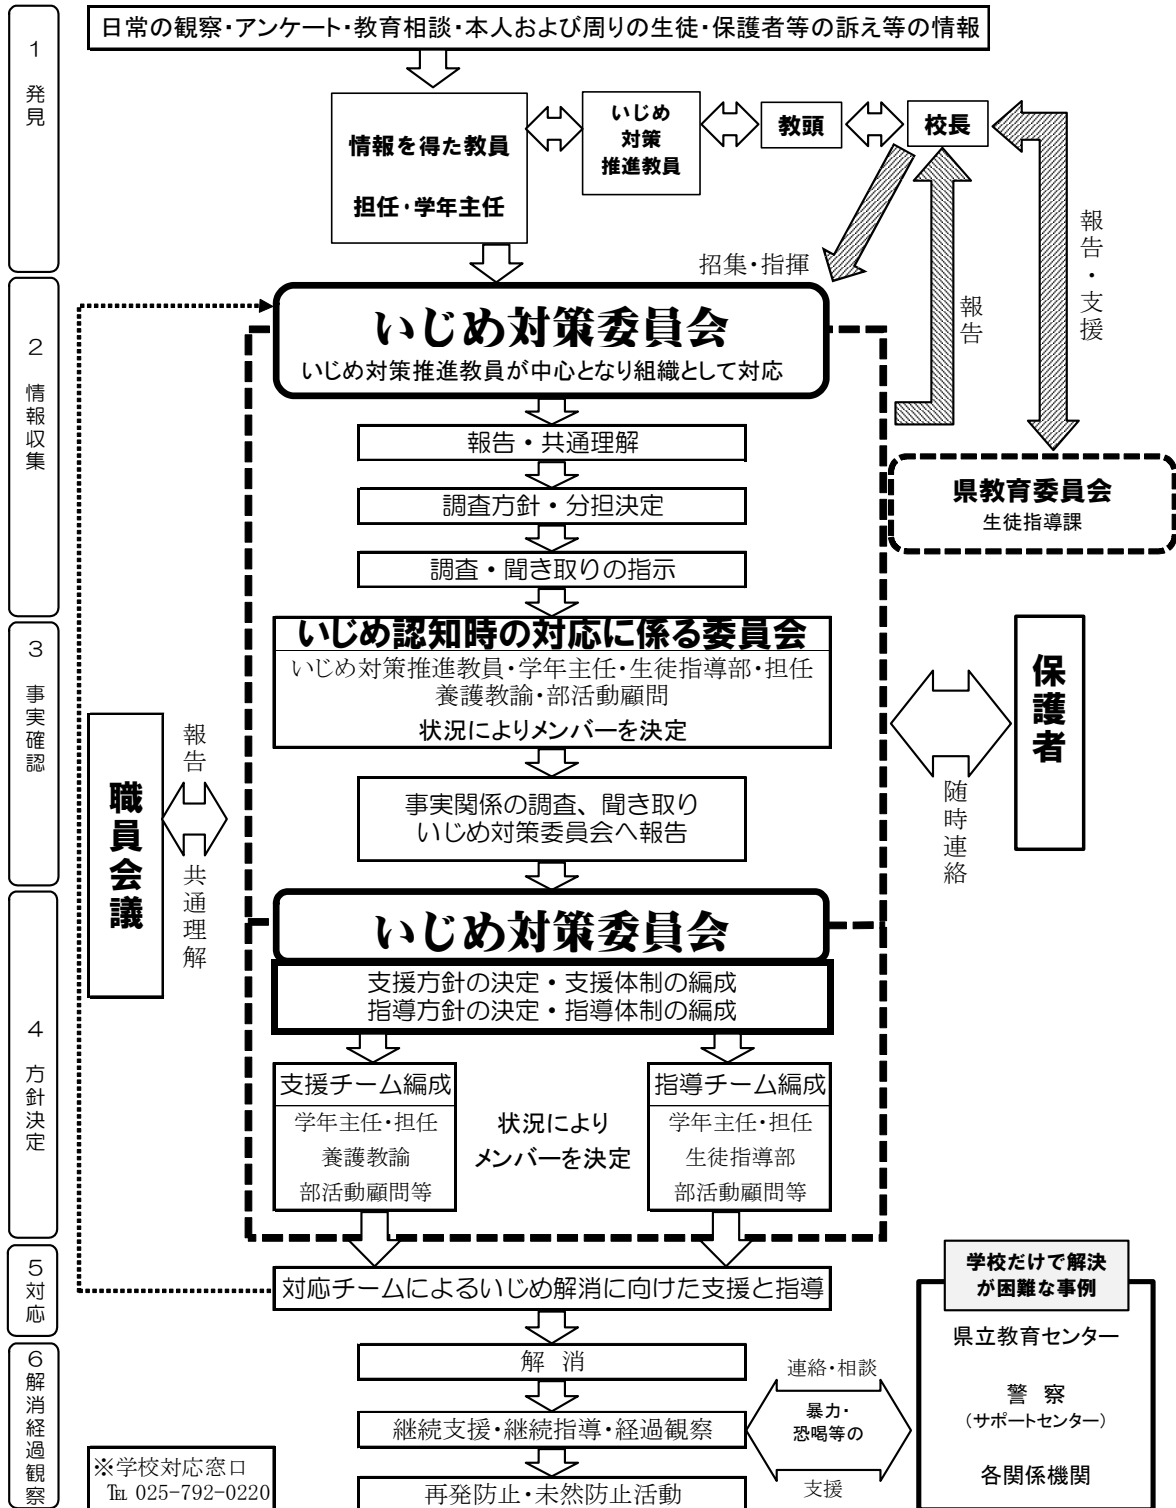 1 発見
日常の観察・アンケート・教育相談・本人および周りの生徒・保護者等の訴え等の情報
情報を得た教員
担任・学年主任
いじめ
対策
推進教員
教頭
校長
招集・指揮
報告
報告・支援
2 情報収集
いじめ対策委員会
いじめ対策推進教員が中心となり組織として対応
報告・共通理解
調査方針・分担決定
調査・聞き取りの指示
県教育委員会
生徒指導課
3 事実確認
いじめ認知時の対応に係る委員会
いじめ対策推進教員・学年主任・生徒指導部・担任
養護教諭・部活動顧問
状況によりメンバーを決定
保護者
随時連絡
職員会議
報告
共通理解
事実関係の調査、聞き取り
いじめ対策委員会へ報告
4 方針決定
いじめ対策委員会
支援方針の決定・支援体制の編成
指導方針の決定・指導体制の編成
支援チーム編成
学年主任・担任
養護教諭
部活動顧問等
状況により
メンバーを決定
指導チーム編成
学年主任・担任
生徒指導部
部活動顧問等
5 対応
対応チームによるいじめ解消に向けた支援と指導
6 解消経過観察
解 消
継続支援・継続指導・経過観察
再発防止・未然防止活動
連絡・相談
暴力・
恐喝等の
支援
学校だけで解決
が困難な事例
県立教育センター
警 察
(サポートセンター)
各関係機関
※学校対応窓口
℡ 025-792-0220